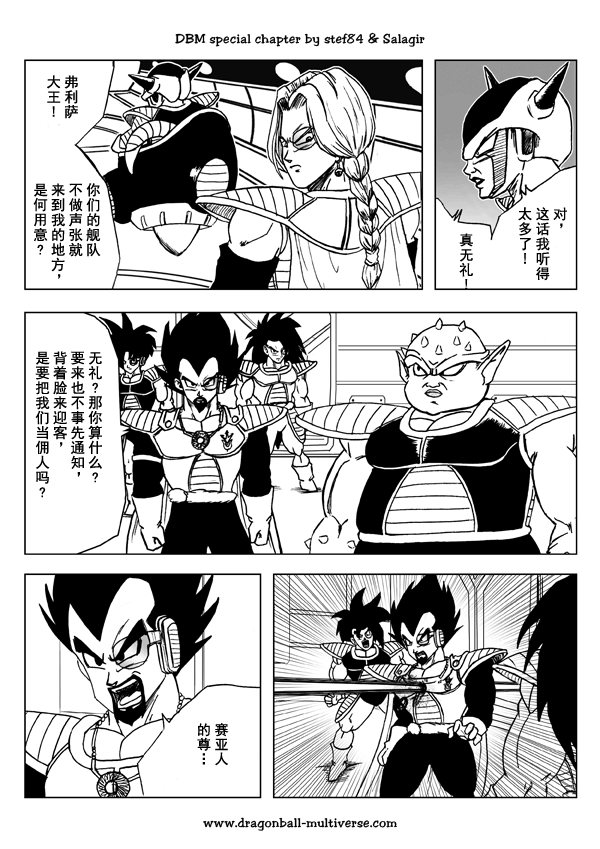 DBM special chapter by stef84 & Salagir
弗利萨
大王！
你们的舰队
不做声张就
来到我的地方，
是何用意？
对，
这话我听得
太多了！
真无礼！
无礼？那你算什么？
要来也不事先通知，
背着脸来迎客，
是要把我们当佣人吗？
赛亚人
的尊…
www.dragonball-multiverse.com